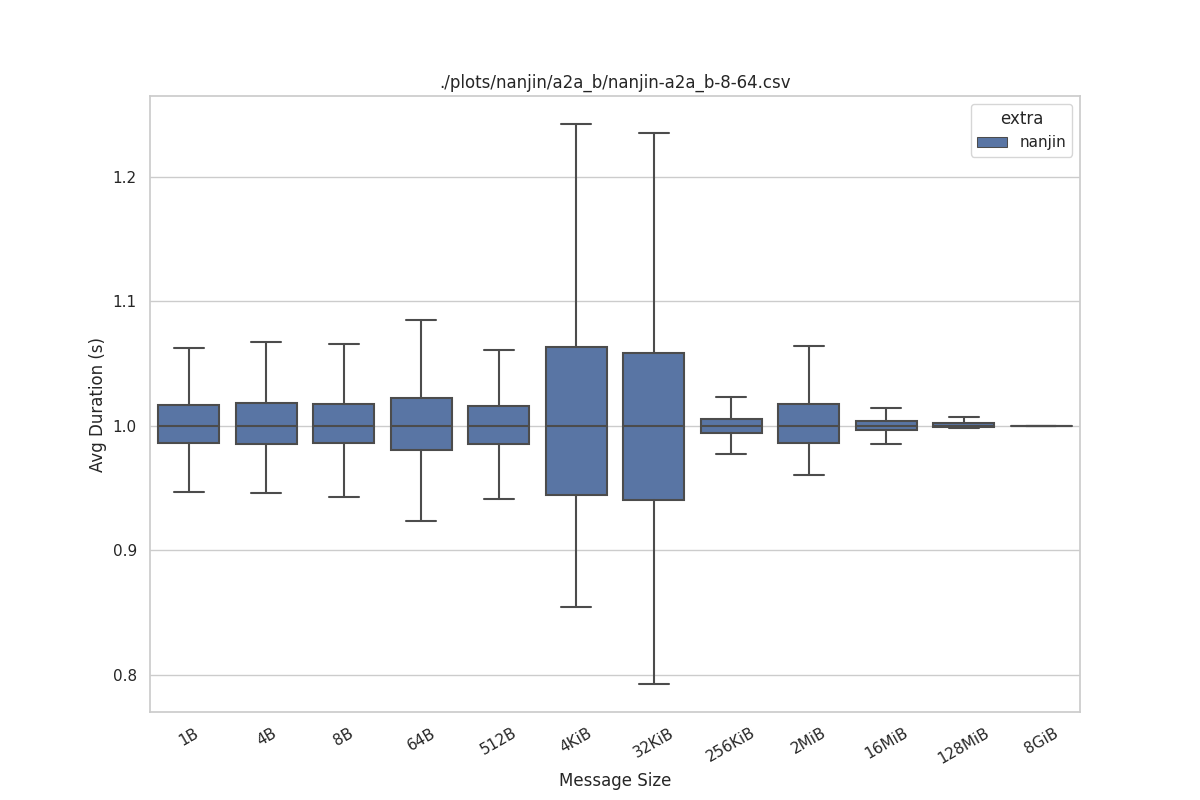 ./plots/nanjin/a2a_b/nanjin-a2a_b-8-64.csv
extra
nanjin
1.2
1.1
1.0
0.9
0.8
Avg Duration (s)
1B 4B 8B 64B 512B 4KiB 32KiB 256KiB 2MiB 16MiB 128MiB 8GiB
Message Size